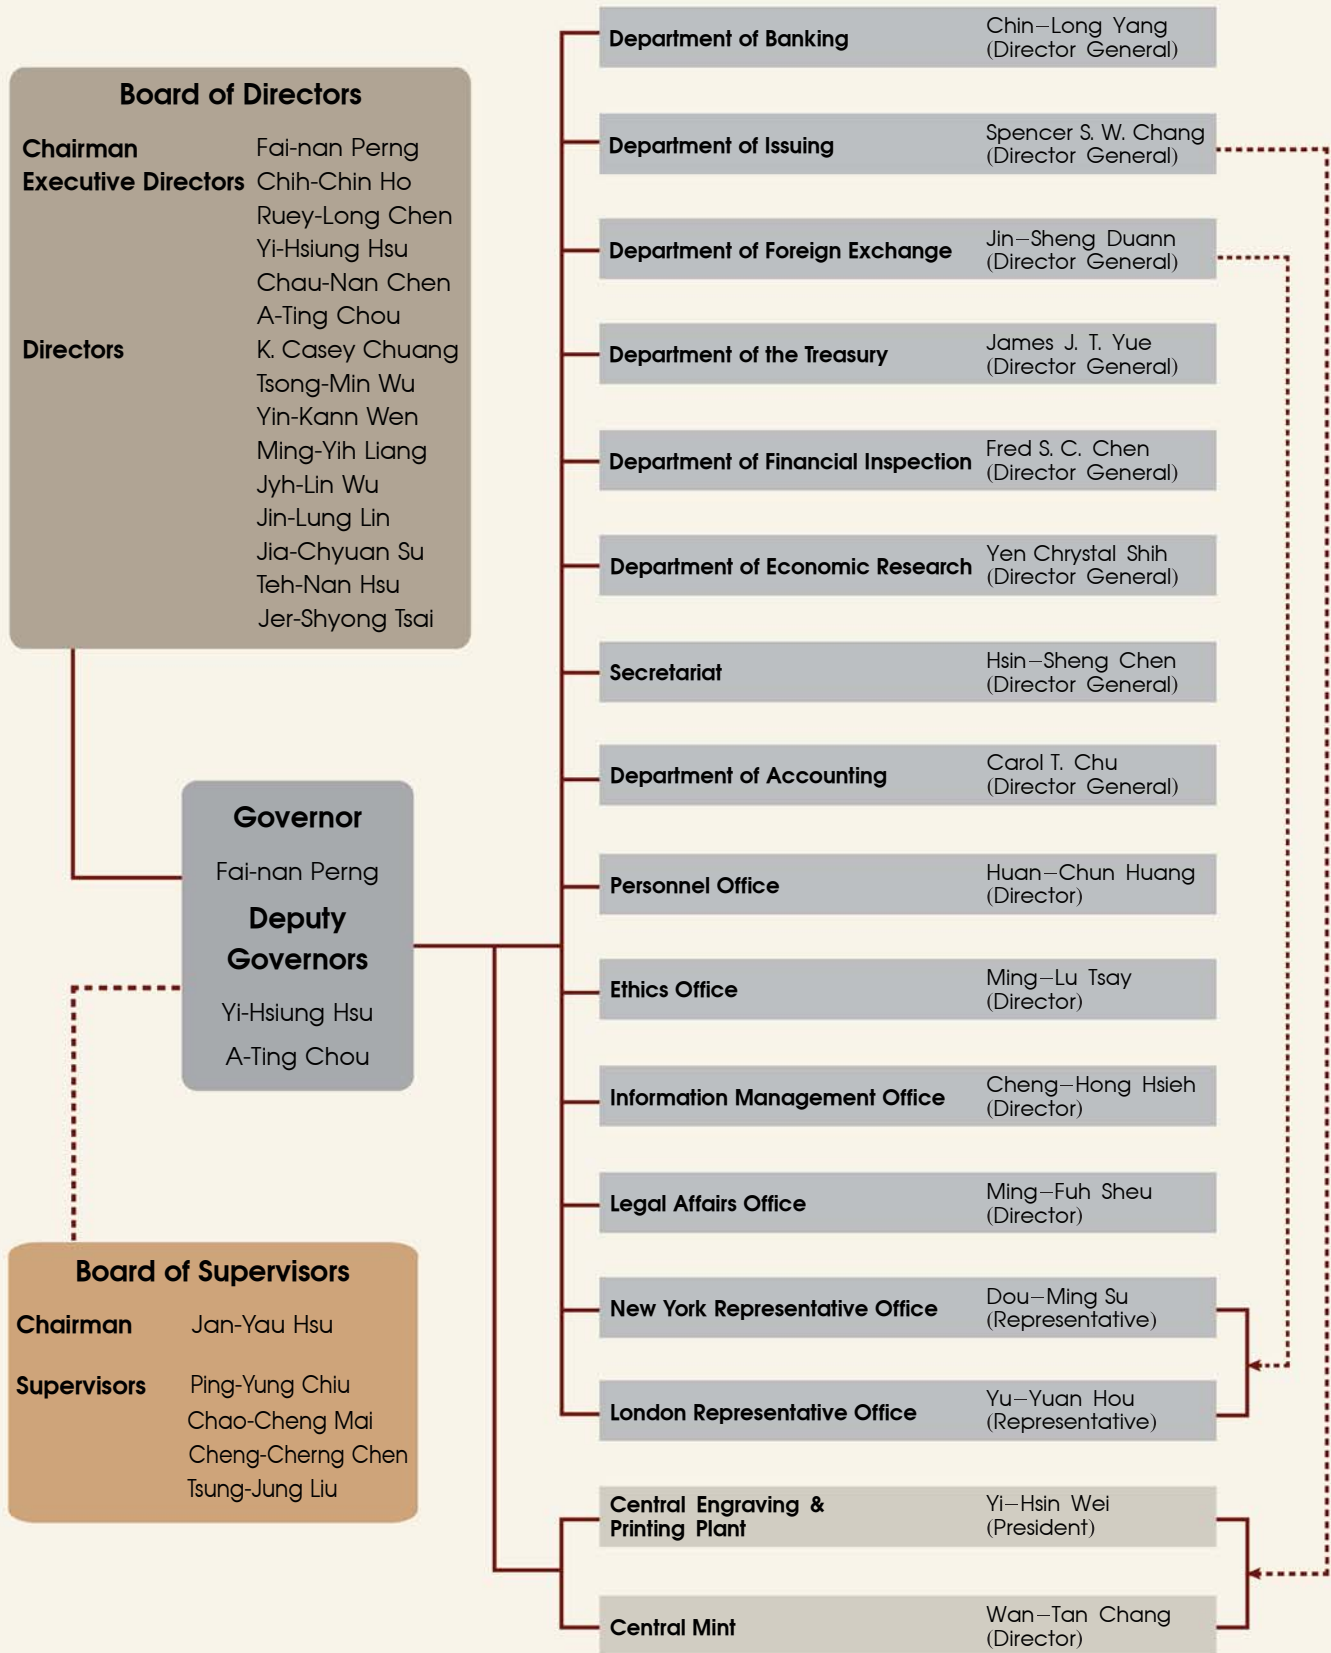 Board of Directors
Chairman Fai-nan Perng
Executive Directors Chih-Chin Ho
Ruey-Long Chen
Yi-Hsiung Hsu
Chau-Nan Chen
A-Ting Chou
Directors K. Casey Chuang
Tsong-Min Wu
Yin-Kann Wen
Ming-Yih Liang
Jyh-Lin Wu
Jin-Lung Lin
Jia-Chyuan Su
Teh-Nan Hsu
Jer-Shyong Tsai
Governor
Fai-nan Perng
Deputy
Governors
Yi-Hsiung Hsu
A-Ting Chou
Board of Supervisors
Chairman Jan-Yau Hsu
Supervisors Ping-Yung Chiu
Chao-Cheng Mai
Cheng-Cherng Chen
Tsung-Jung Liu
Department of Banking Chin-Long Yang
(Director General)
Department of Issuing Spencer S. W. Chang
(Director General)
Department of Foreign Exchange Jin-Sheng Duann
(Director General)
Department of the Treasury James J. T. Yue
(Director General)
Department of Financial Inspection Fred S. C. Chen
(Director General)
Department of Economic Research Yen Chrystal Shih
(Director General)
Secretariat Hsin-Sheng Chen
(Director General)
Department of Accounting Carol T. Chu
(Director General)
Personnel Office Huan-Chun Huang
(Director)
Ethics Office Ming-Lu Tsay
(Director)
Information Management Office Cheng-Hong Hsieh
(Director)
Legal Affairs Office Ming-Fuh Sheu
(Director)
New York Representative Office Dou-Ming Su
(Representative)
London Representative Office Yu-Yuan Hou
(Representative)
Central Engraving & Yi-Hsin Wei
Printing Plant (President)
Central Mint Wan-Tan Chang
(Director)